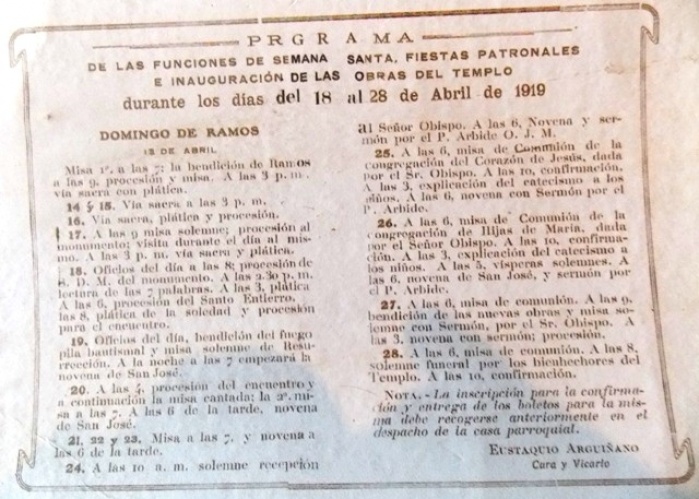 PRGRAMA
DE LAS FUNCIONES DE SEMANA SANTA, FIESTAS PATRONALES
E INAUGURACIÓN DE LAS OBRAS DEL TEMPLO
durante los días del 18 al 28 de Abril de 1919
DOMINGO DE RAMOS
13 DE ABRIL
Misa 1ª. a las 7; la bendición de Ramos
a las 9, procesión y misa. A las 3 p. m.
vía sacra con plática.
14 y 15. Vía sacra a las 3 p. m.
16. Vía sacra, plática y procesión.
17. A las 9 misa solemne; procesión al
monumento; visita durante el día al mis-
mo. A las 3 p. m. vía sacra y plática.
18. Oficios del día a las 8; procesión de
S. D. M. del monumento. A las 2.30 p. m.
lectura de las 7 palabras. A las 3, plática
A las 6, procesión del Santo Entierro.
las 8, plática de la soledad y procesión
para el encuentro.
19. Oficios del día, bendición del fuego
pila bautismal y misa solemne de Resu-
rrección. A la noche a las 7 empezará la
novena de San José.
20. A las 4, procesión del encuentro y
a continuación la misa cantada; la 2ª. mi-
sa a las 7. A las 6 de la tarde, novena
de San José.
21, 22 y 23. Misa a las 7, y novena a
las 6 de la tarde.
24. A las 10 a. m. solemne recepción
al Señor Obispo. A las 6, Novena y ser-
món por el P. Arbide O. J. M.
25. A las 6, misa de Comunión de la
congregación del Corazón de Jesús, dada
por el Sr. Obispo. A las 10, confirmación.
A las 3, explicación del catecismo a los
niños. A las 6, novena con Sermón por el
P. Arbide.
26. A las 6, misa de Comunión de la
congregación de Hijas de María, dada
por el Señor Obispo. A las 10, confirma-
ción. A las 3, explicación del catecismo a
los niños. A las 5, vísperas solemnes. A
las 6, novena de San José, y sermón por
el P. Arbide.
27. A las 6, misa de comunión. A las 9,
bendición de las nuevas obras y misa so-
lemne con Sermón, por el Sr. Obispo. A
las 3, novena con sermón; procesión.
28. A las 6, misa de comunión. A las 8,
solemne funeral por los bienhechores del
Templo. A las 10, confirmación.
NOTA.- La inscripción para la confirma-
ción y entrega de los boletos para la mis-
ma debe recogerse anteriormente en el
despacho de la casa parroquial.
EUSTAQUIO ARGUIÑANO
Cura y Vicario